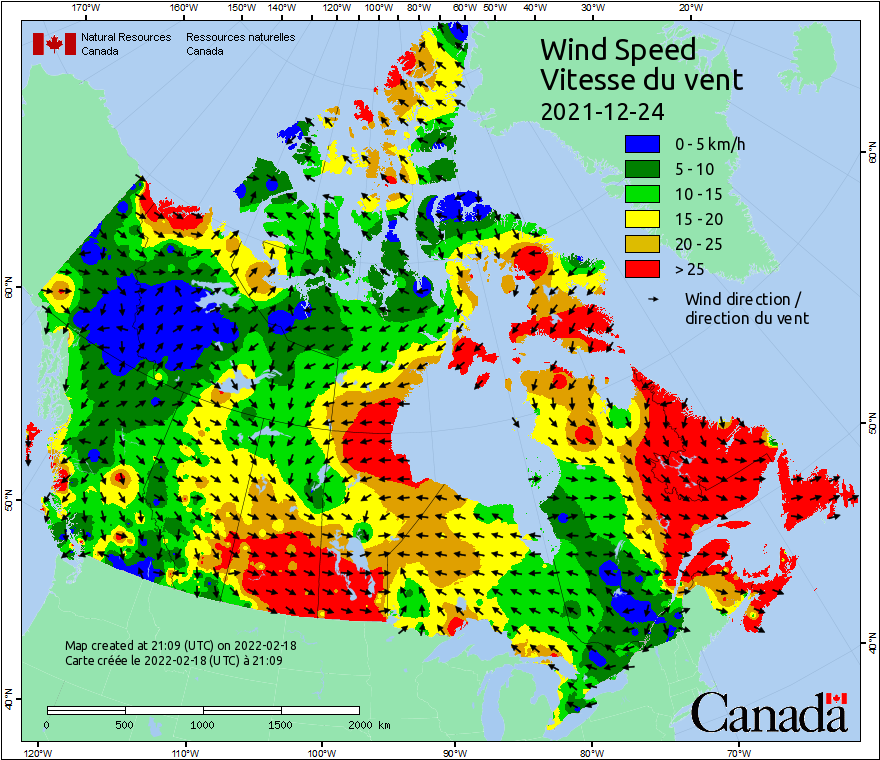 170°W 160°W 150°W 140°W 120°W 100°W 80°W 60°W 50°W 40°W 30°W 20°W
Natural Resources Ressources naturelles
Canada Canada
Wind Speed
Vitesse du vent
2021-12-24
0 - 5 km/h
5 - 10
10 - 15
15 - 20
20 - 25
> 25
Wind direction /
direction du vent
60°N
60°N
50°N
50°N
40°N
40°N
Map created at 21:09 (UTC) on 2022-02-18
Carte créée le 2022-02-18 (UTC) à 21:09
0 500 1000 1500 2000 km
Canada
120°W 110°W 100°W 90°W 80°W 70°W